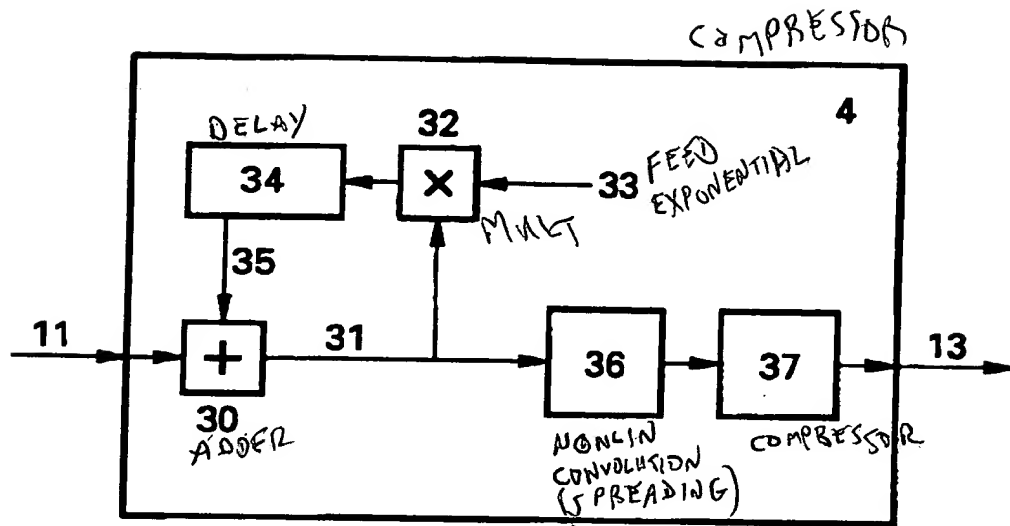 COMPRESSOR
4
DELAY
32
34
×
33
FEED
EXPONENTIAL
MULT
35
11
+
31
36
37
13
30
ADDER
NONLIN
CONVOLUTION
(SPREADING)
COMPRESSOR